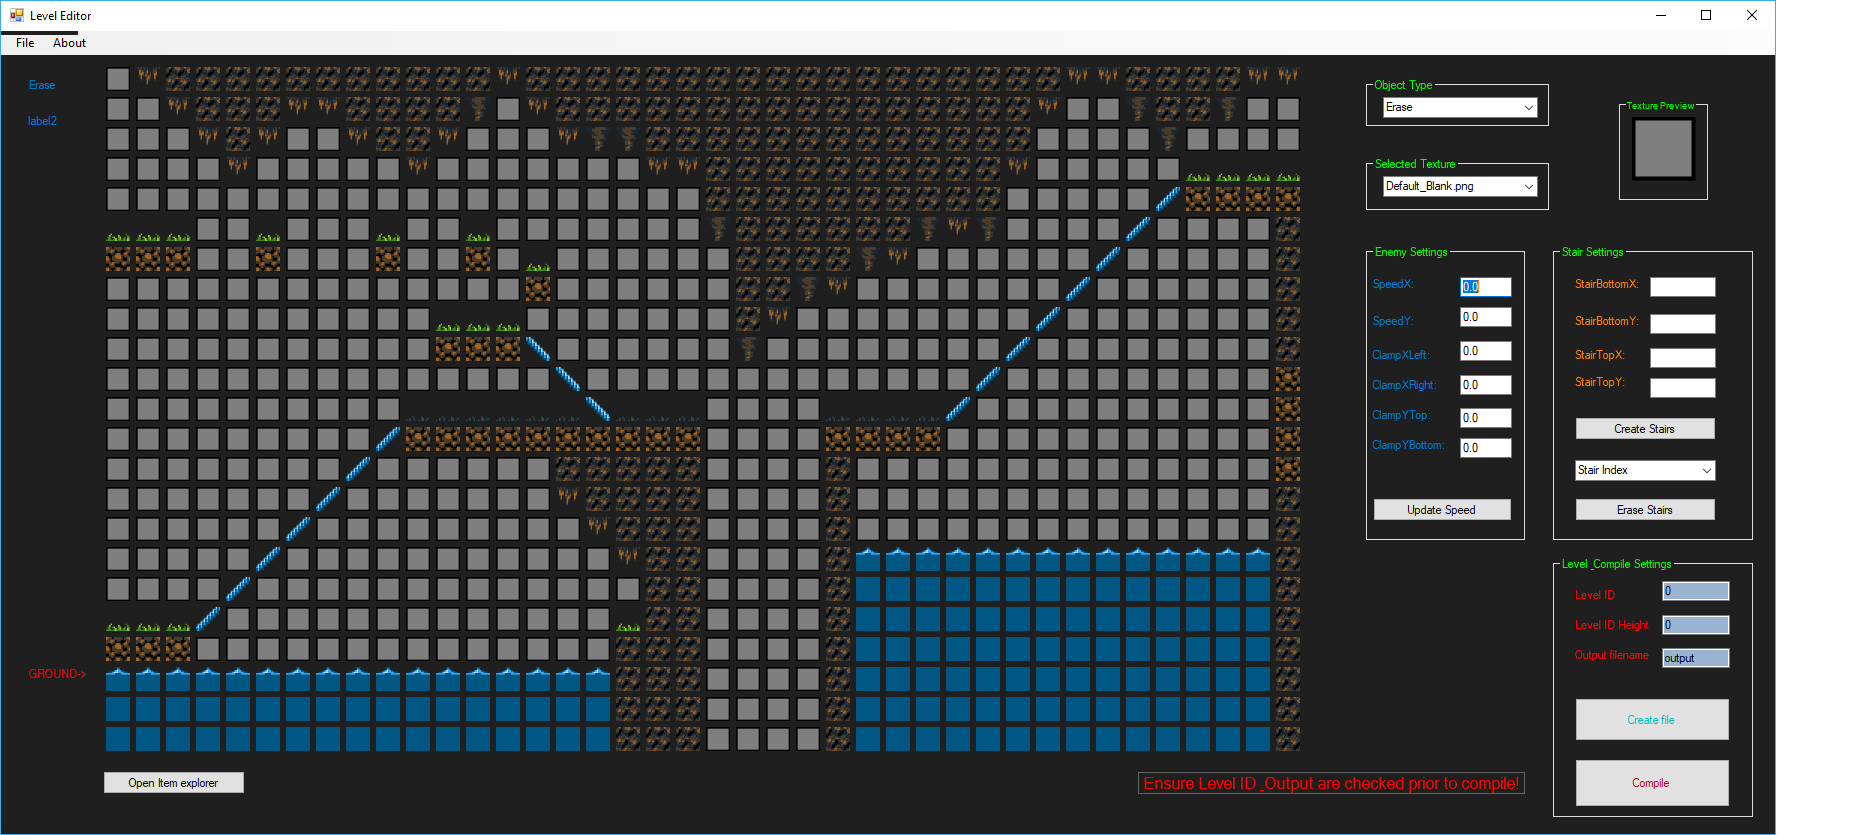 Level Editor
File About
Erase
label2
GROUND->
Open Item explorer
Object Type
Erase
Selected Texture
Default_Blank.png
Texture Preview
Enemy Settings
SpeedX: 0.0
SpeedY: 0.0
ClampXLeft: 0.0
ClampXRight: 0.0
ClampYTop: 0.0
ClampYBottom: 0.0
Update Speed
Stair Settings
StairBottomX:
StairBottomY:
StairTopX:
StairTopY:
Create Stairs
Stair Index
Erase Stairs
Level_Compile Settings
Level ID 0
Level ID Height 0
Output filename output
Create file
Compile
Ensure Level ID_Output are checked prior to compile!